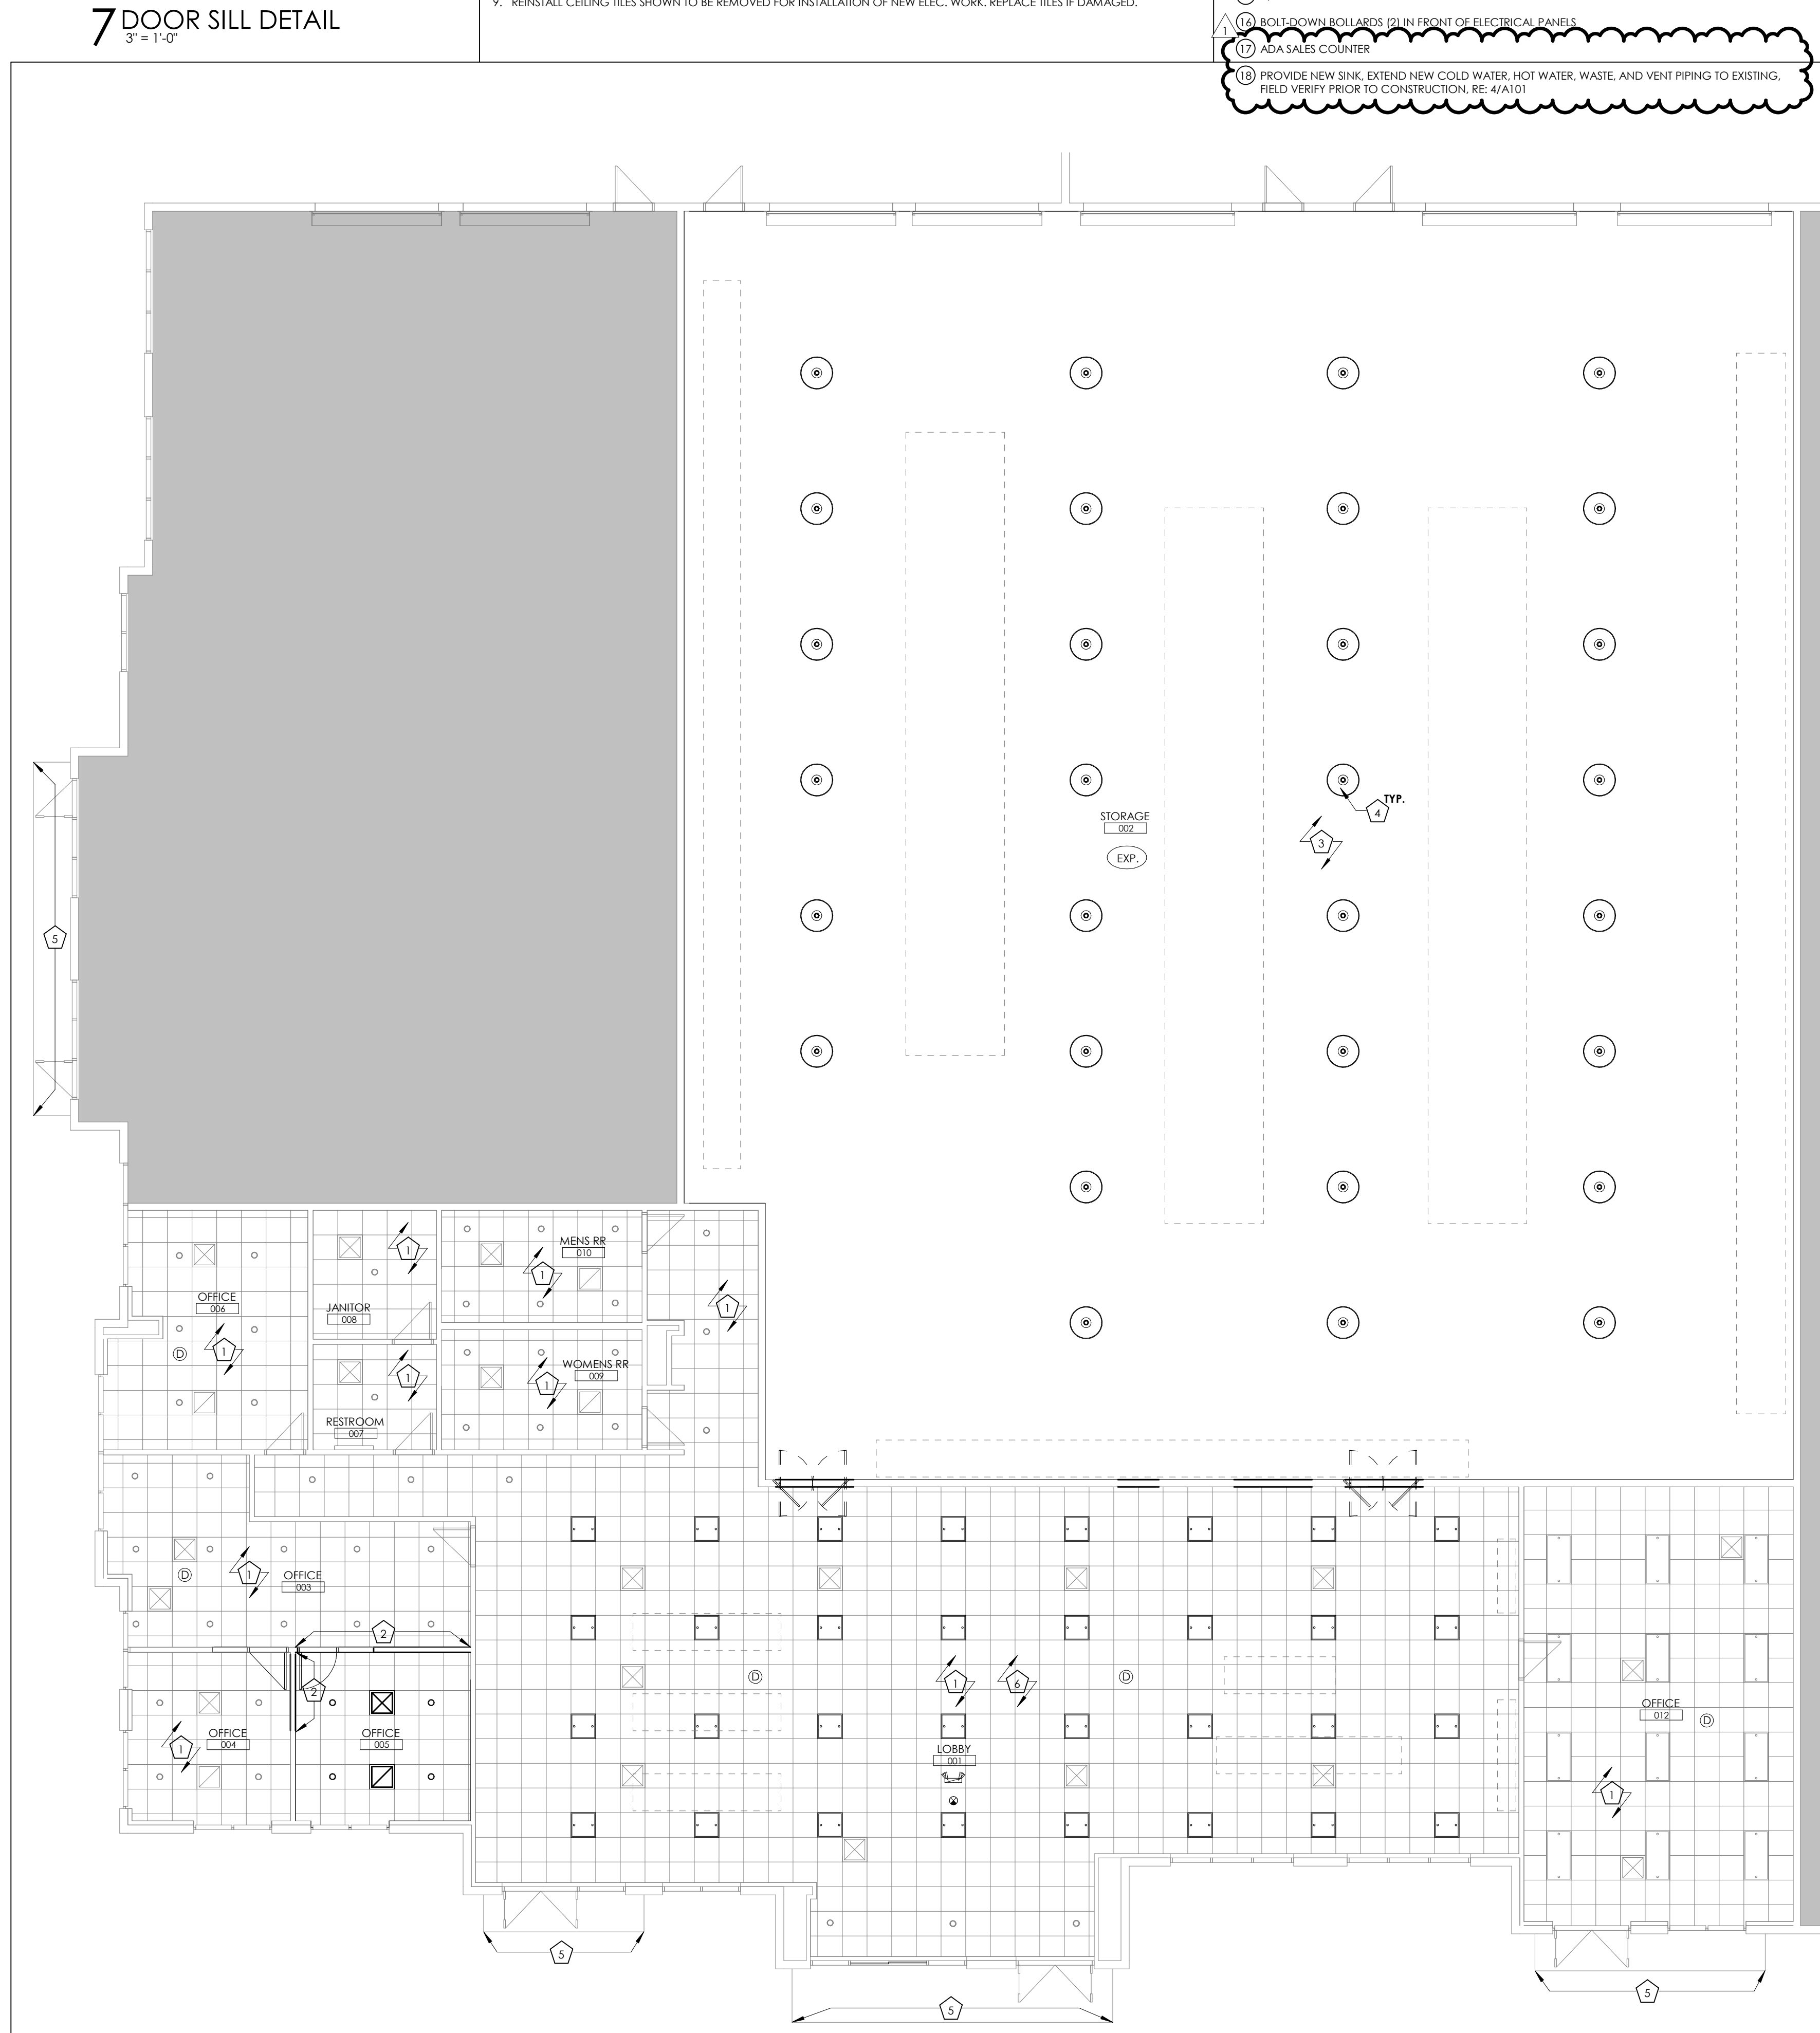 7 DOOR SILL DETAIL
3" = 1'-0"
9. REINSTALL CEILING TILES SHOWN TO BE REMOVED FOR INSTALLATION OF NEW ELEC. WORK. REPLACE TILES IF DAMAGED.
1
16 BOLT-DOWN BOLLARDS (2) IN FRONT OF ELECTRICAL PANELS
17 ADA SALES COUNTER
18 PROVIDE NEW SINK, EXTEND NEW COLD WATER, HOT WATER, WASTE, AND VENT PIPING TO EXISTING,
FIELD VERIFY PRIOR TO CONSTRUCTION, RE: 4/A101
TYP.
4
STORAGE
002
EXP.
3
5
MENS RR
010
1
1
OFFICE
006
1
D
JANITOR
008
1
WOMENS RR
009
1
1
RESTROOM
007
D
1
OFFICE
003
2
2
OFFICE
004
1
OFFICE
005
D
1
6
D
LOBBY
001
OFFICE
012
D
1
5
5
5